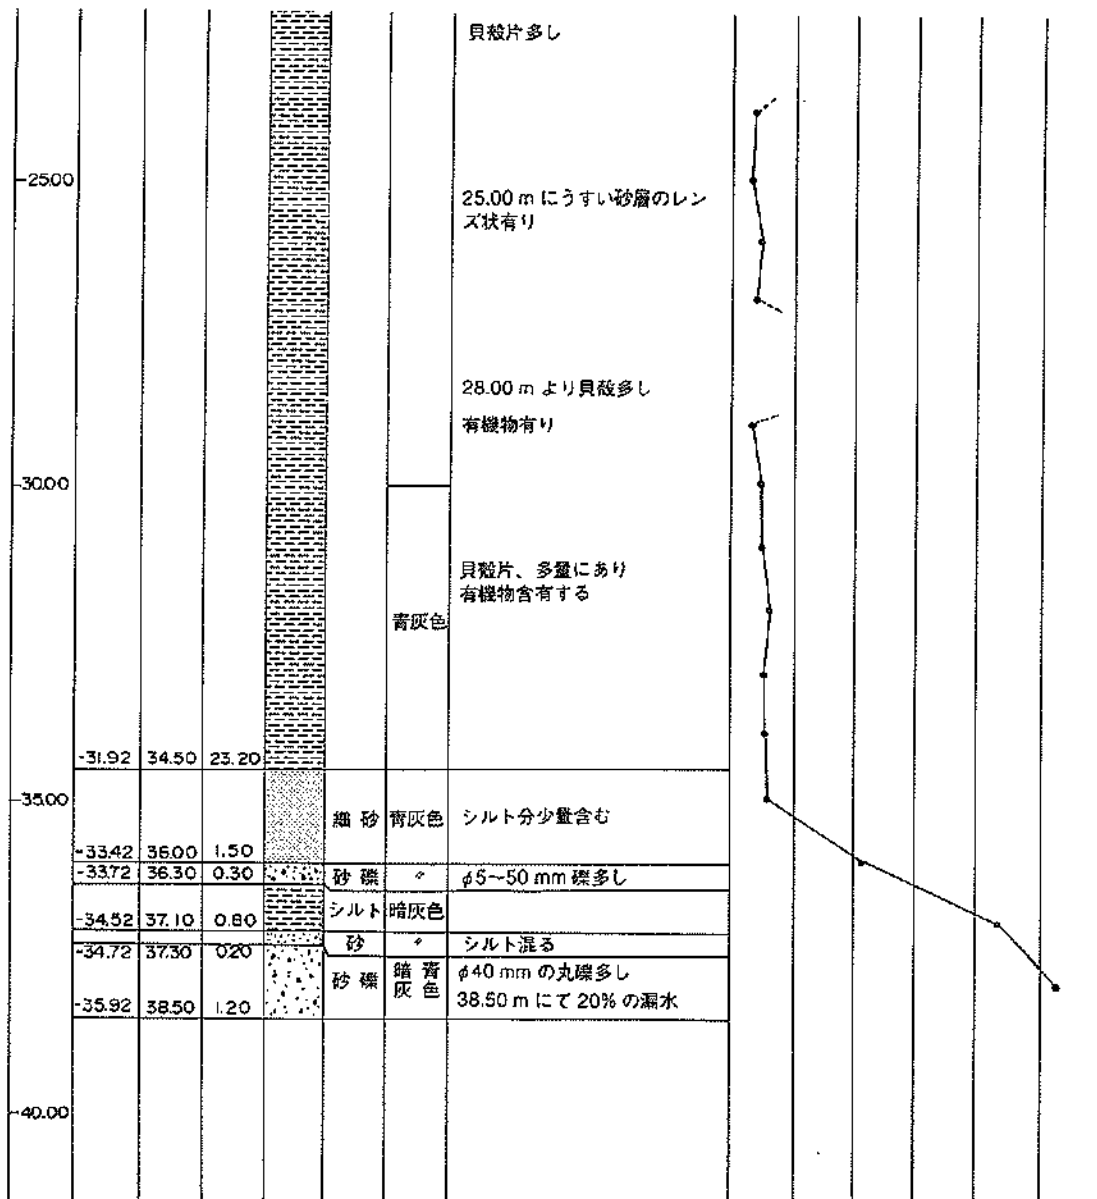 貝殻片多し
25.00
25.00 m にうすい砂層のレン
ズ状有り
28.00 m より貝殻多し
有機物有り
30.00
貝殻片、多量にあり
有機物含有する
青灰色
-31.92 34.50 23.20
35.00
細砂 青灰色 シルト分少量含む
-33.42 36.00 1.50
-33.72 36.30 0.30 砂礫 〃 φ5〜50 mm 礫多し
シルト 暗灰色
-34.52 37.10 0.80
砂 〃 シルト混る
-34.72 37.30 0.20
砂礫 暗青
灰色
φ40 mm の丸礫多し
38.50 m にて 20% の漏水
-35.92 38.50 1.20
40.00